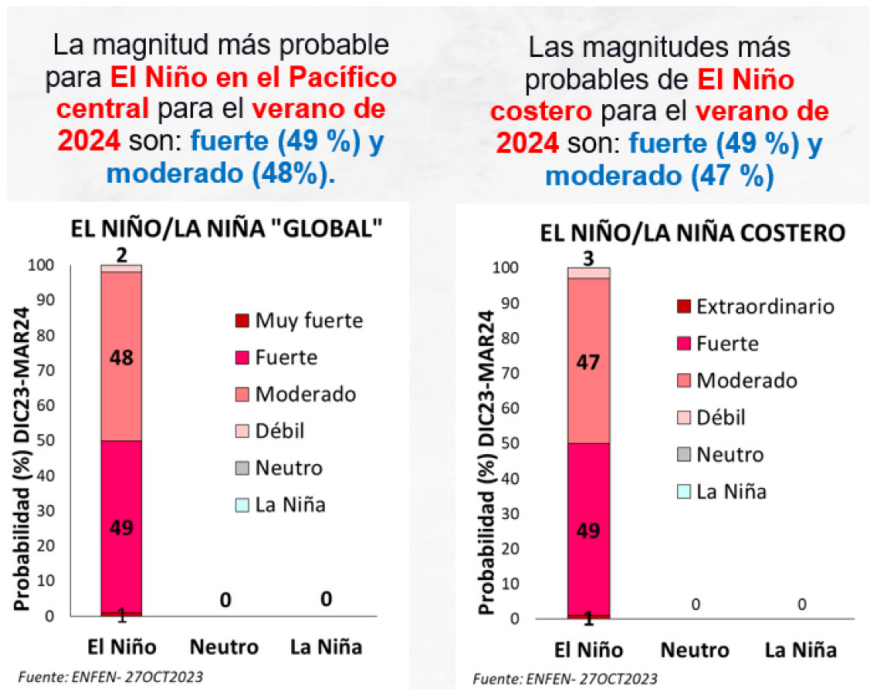 La magnitud más probable
para El Niño en el Pacífico
central para el verano de
2024 son: fuerte (49 %) y
moderado (48%).
Las magnitudes más
probables de El Niño
costero para el verano de
2024 son: fuerte (49 %) y
moderado (47 %)
EL NIÑO/LA NIÑA "GLOBAL"
Probabilidad (%) DIC23-MAR24
100
90
80
70
60
50
40
30
20
10
0
2
48
49
1
0
0
Muy fuerte
Fuerte
Moderado
Débil
Neutro
La Niña
El Niño
Neutro
La Niña
Fuente: ENFEN- 27OCT2023
EL NIÑO/LA NIÑA COSTERO
Probabilidad (%) DIC23-MAR24
100
90
80
70
60
50
40
30
20
10
0
3
47
49
1
0
0
Extraordinario
Fuerte
Moderado
Débil
Neutro
La Niña
El Niño
Neutro
La Niña
Fuente: ENFEN- 27OCT2023